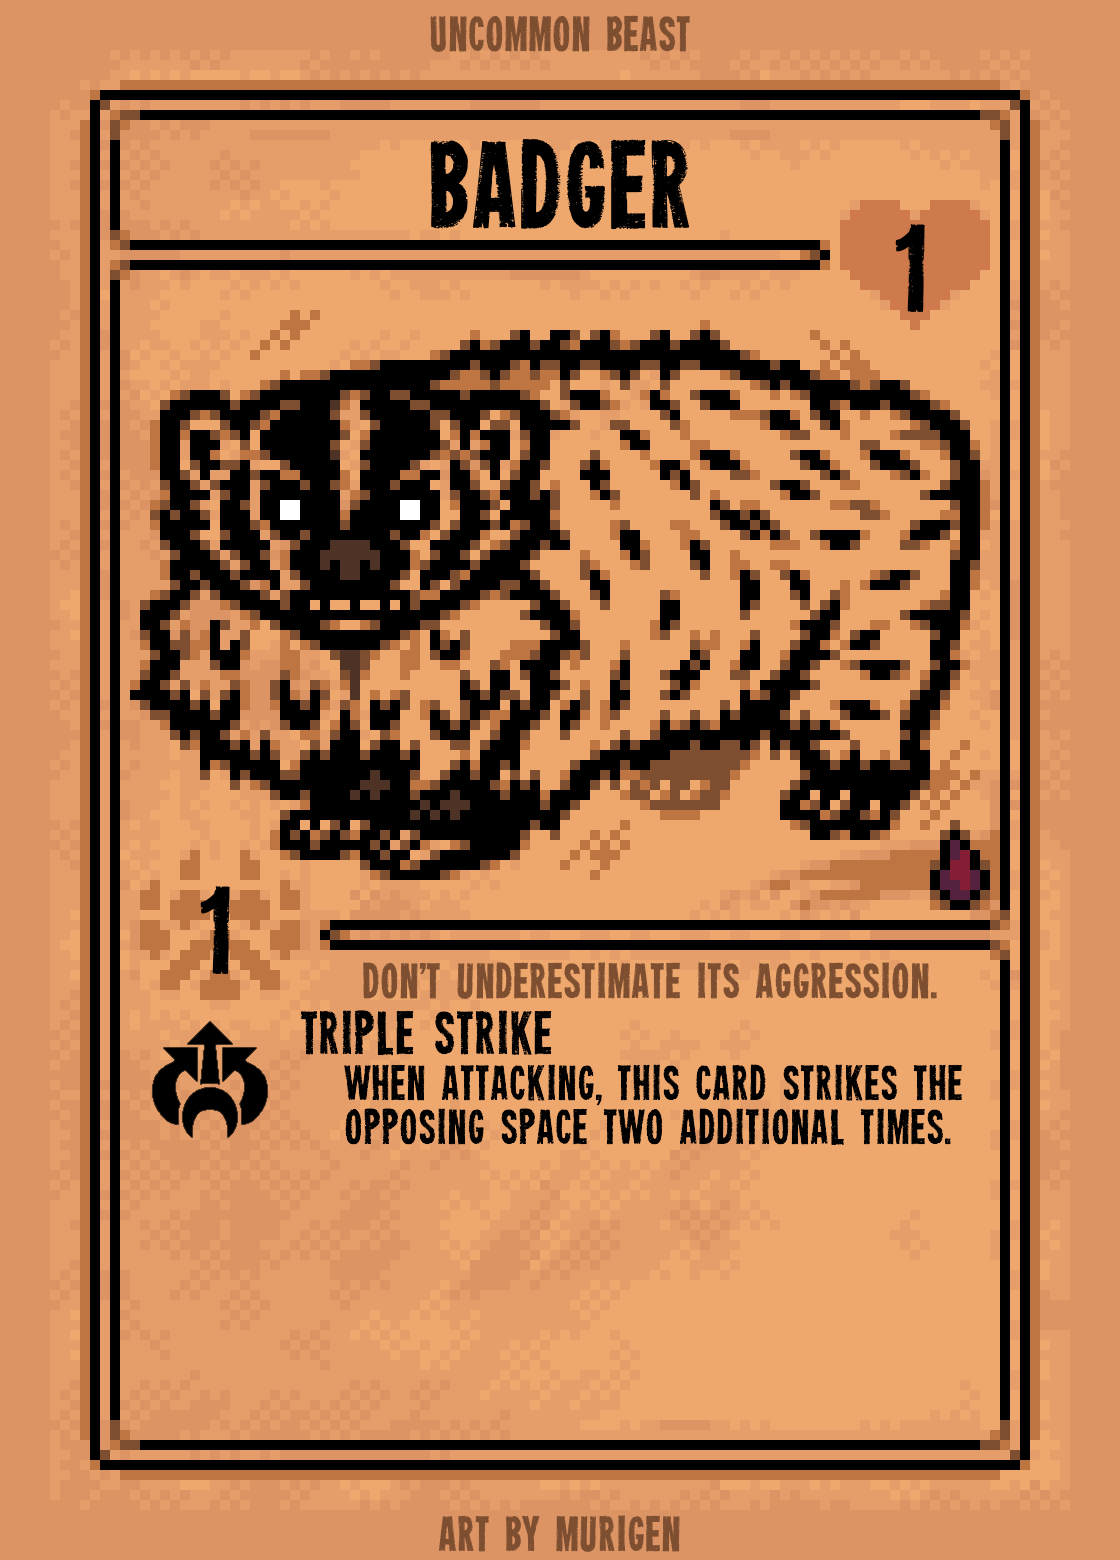 UNCOMMON BEAST
BADGER
1
1
DON'T UNDERESTIMATE ITS AGGRESSION.
TRIPLE STRIKE
WHEN ATTACKING, THIS CARD STRIKES THE
OPPOSING SPACE TWO ADDITIONAL TIMES.
ART BY MURIGEN